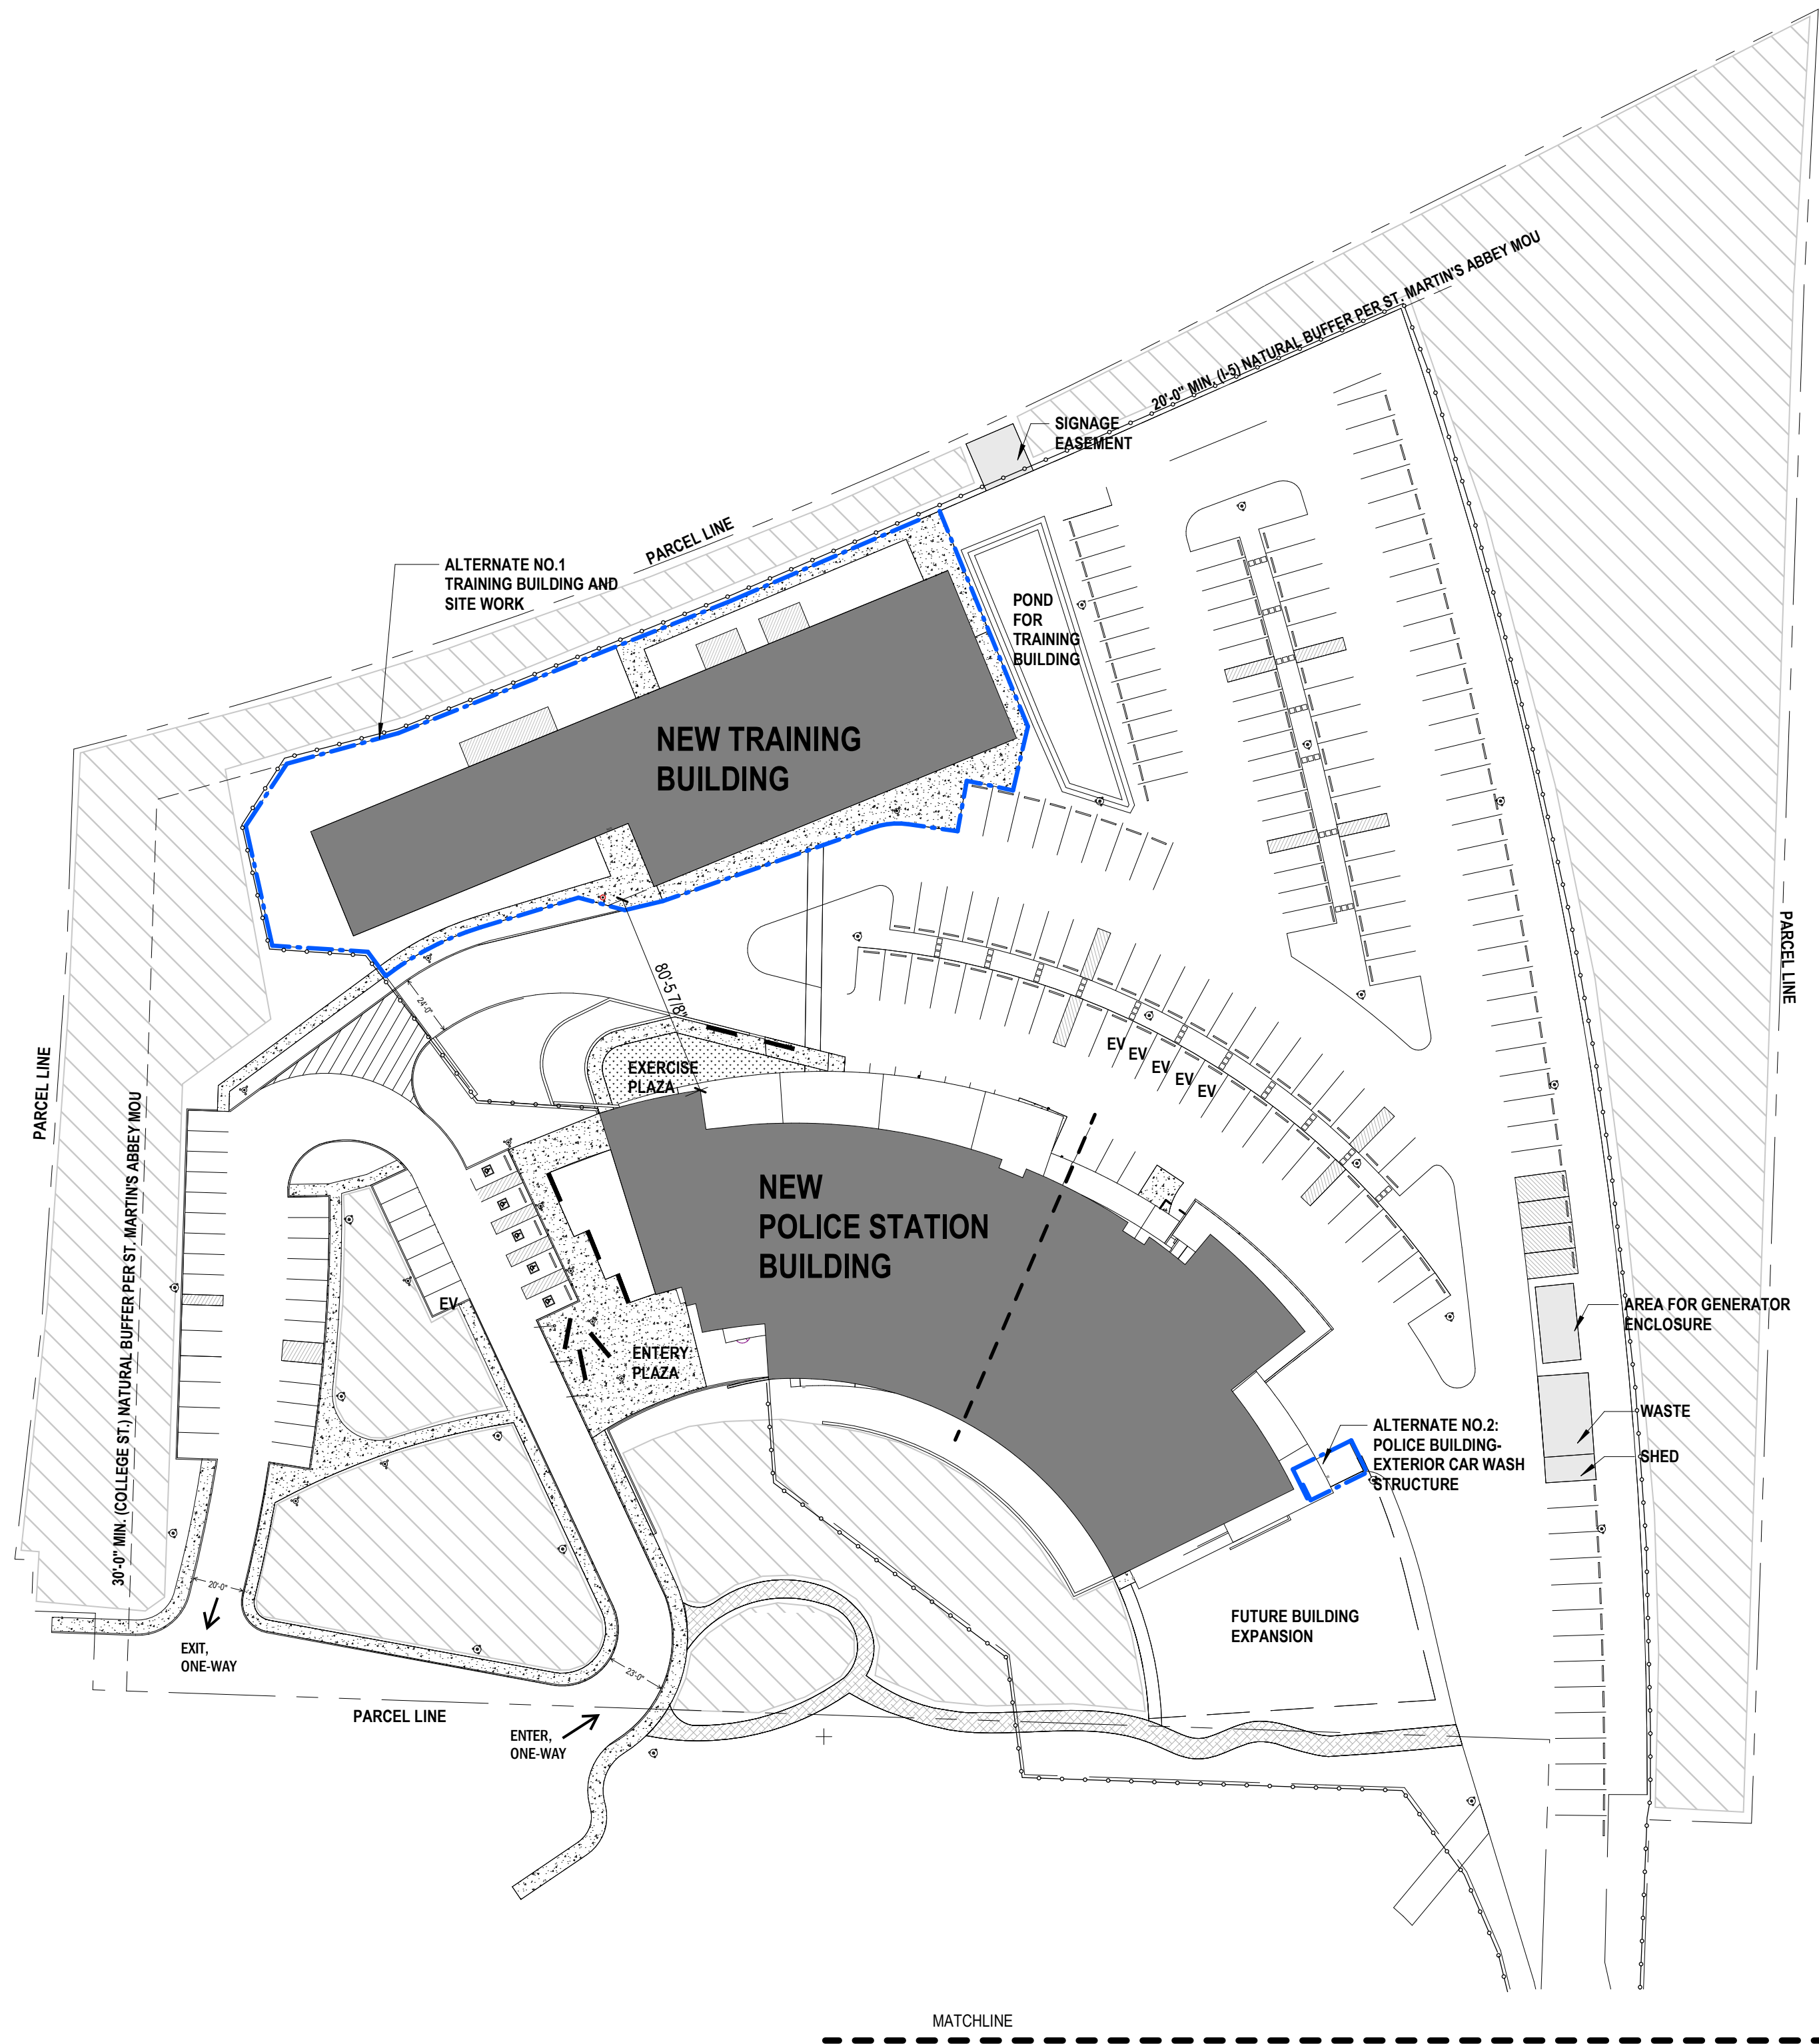 20'-0" MIN. (I-5) NATURAL BUFFER PER ST. MARTIN'S ABBEY MOU
SIGNAGE
EASEMENT
PARCEL LINE
ALTERNATE NO.1
TRAINING BUILDING AND
SITE WORK
POND
FOR
TRAINING
BUILDING
NEW TRAINING
BUILDING
PARCEL LINE
80'-5 7/8"
24'-0"
PARCEL LINE
EXERCISE
PLAZA
EV
EV
EV
EV
EV
30'-0" MIN. (COLLEGE ST.) NATURAL BUFFER PER ST. MARTIN'S ABBEY MOU
NEW
POLICE STATION
BUILDING
EV
ENTERY
PLAZA
AREA FOR GENERATOR
ENCLOSURE
WASTE
SHED
ALTERNATE NO.2:
POLICE BUILDING-
EXTERIOR CAR WASH
STRUCTURE
20'-0"
EXIT,
ONE-WAY
FUTURE BUILDING
EXPANSION
23'-0"
PARCEL LINE
ENTER,
ONE-WAY
MATCHLINE